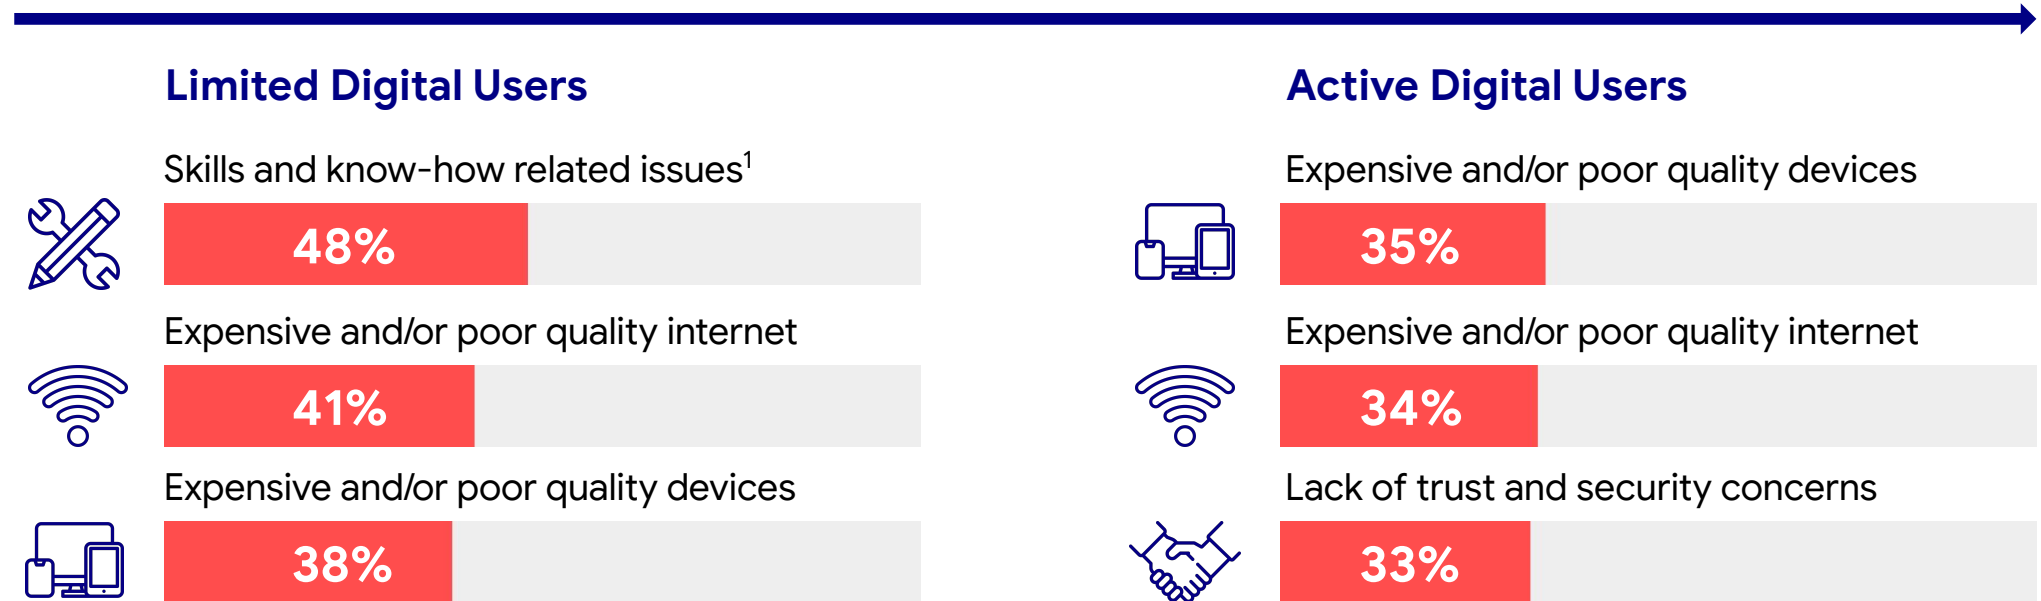 Limited Digital Users
Skills and know-how related issues¹
48%
Expensive and/or poor quality internet
41%
Expensive and/or poor quality devices
38%
Active Digital Users
Expensive and/or poor quality devices
35%
Expensive and/or poor quality internet
34%
Lack of trust and security concerns
33%